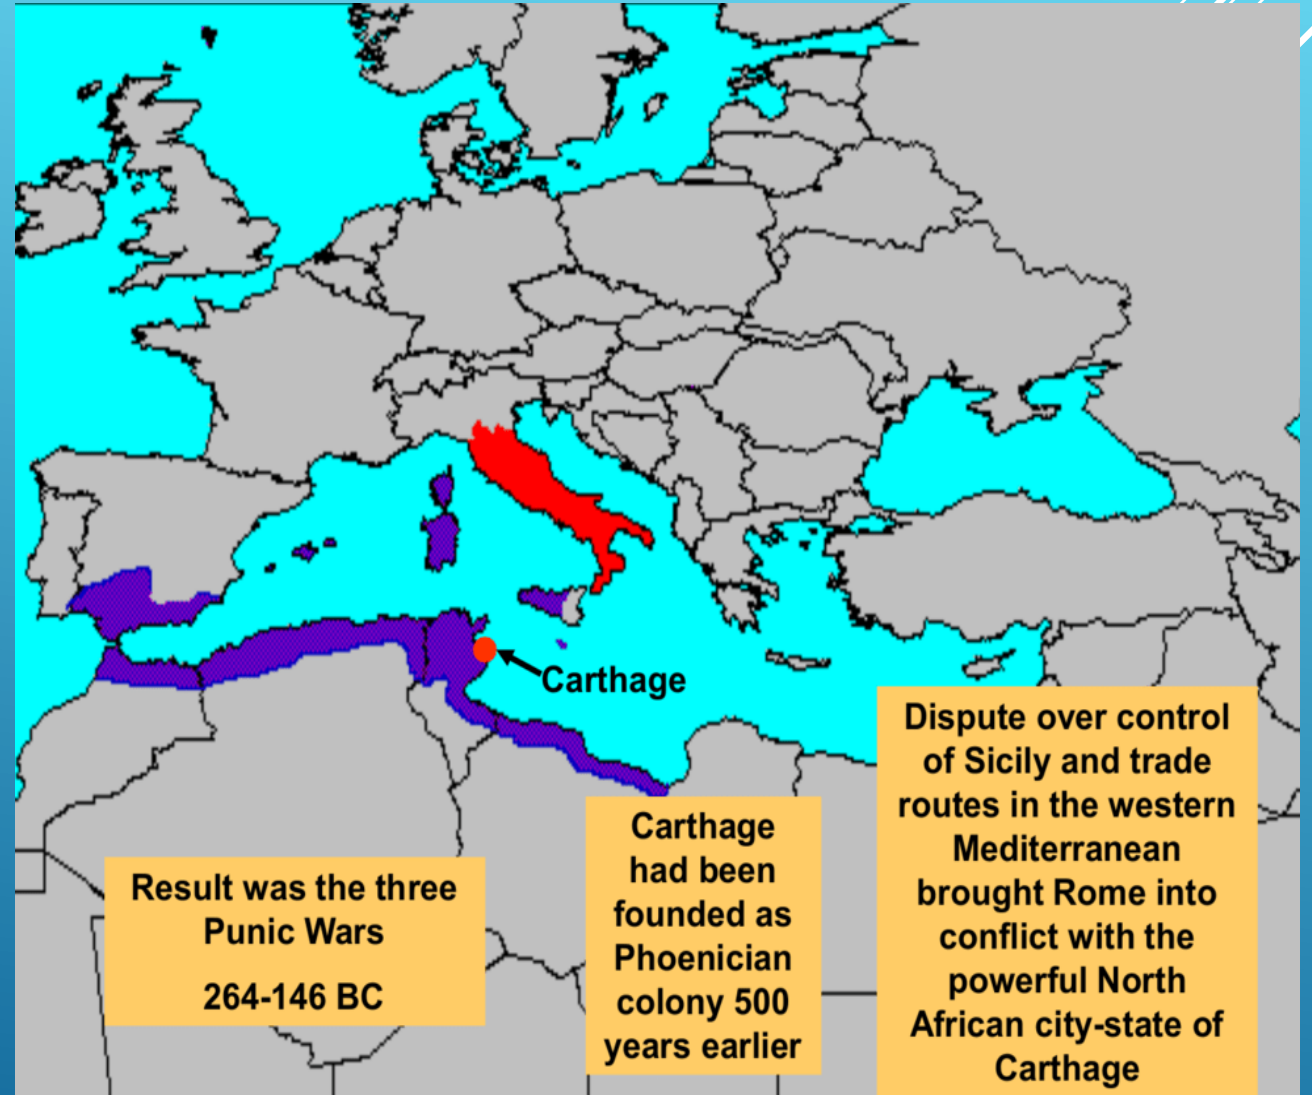 Carthage
Dispute over control
of Sicily and trade
routes in the western
Mediterranean
brought Rome into
conflict with the
powerful North
African city-state of
Carthage
Carthage
had been
founded as
Phoenician
colony 500
years earlier
Result was the three
Punic Wars
264-146 BC